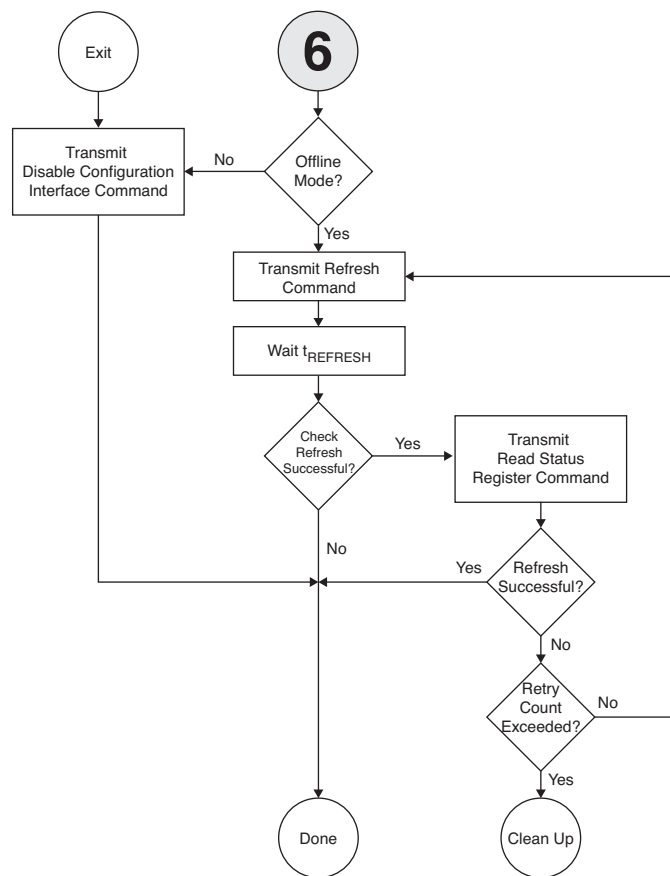 Exit
6
Transmit
Disable Configuration
Interface Command
No
Offline
Mode?
Yes
Transmit Refresh
Command
Wait tREFRESH
Check
Refresh
Successful?
Yes
Transmit
Read Status
Register Command
No
Yes
Refresh
Successful?
No
Retry
Count
Exceeded?
No
Yes
Done
Clean Up